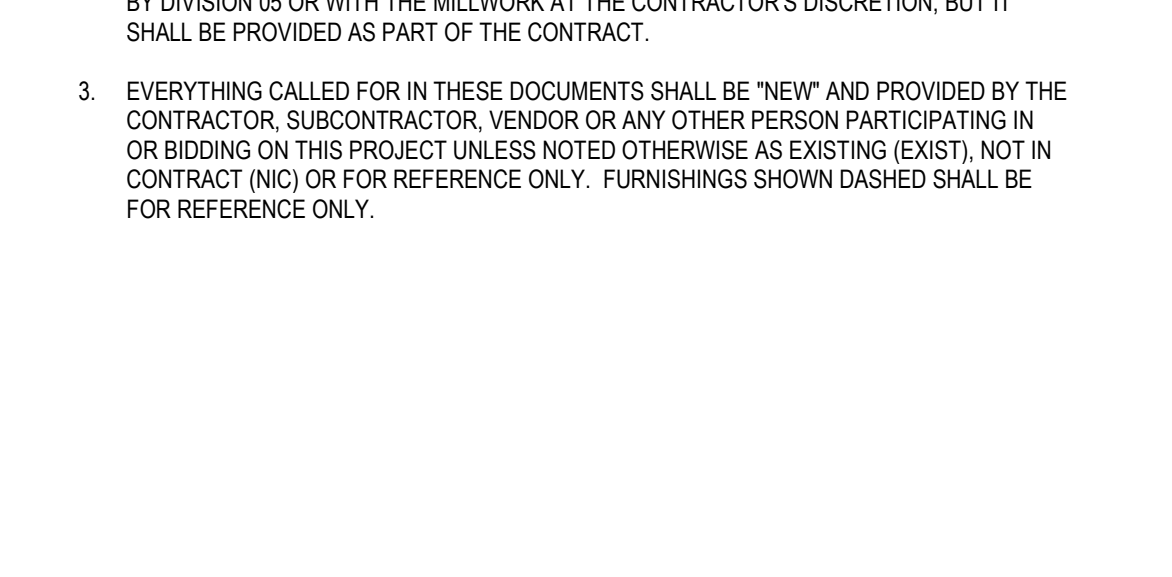 BY DIVISION 05 OR WITH THE MILLWORK AT THE CONTRACTOR'S DISCRETION, BUT IT
SHALL BE PROVIDED AS PART OF THE CONTRACT.
3. EVERYTHING CALLED FOR IN THESE DOCUMENTS SHALL BE "NEW" AND PROVIDED BY THE
CONTRACTOR, SUBCONTRACTOR, VENDOR OR ANY OTHER PERSON PARTICIPATING IN
OR BIDDING ON THIS PROJECT UNLESS NOTED OTHERWISE AS EXISTING (EXIST), NOT IN
CONTRACT (NIC) OR FOR REFERENCE ONLY.  FURNISHINGS SHOWN DASHED SHALL BE
FOR REFERENCE ONLY.